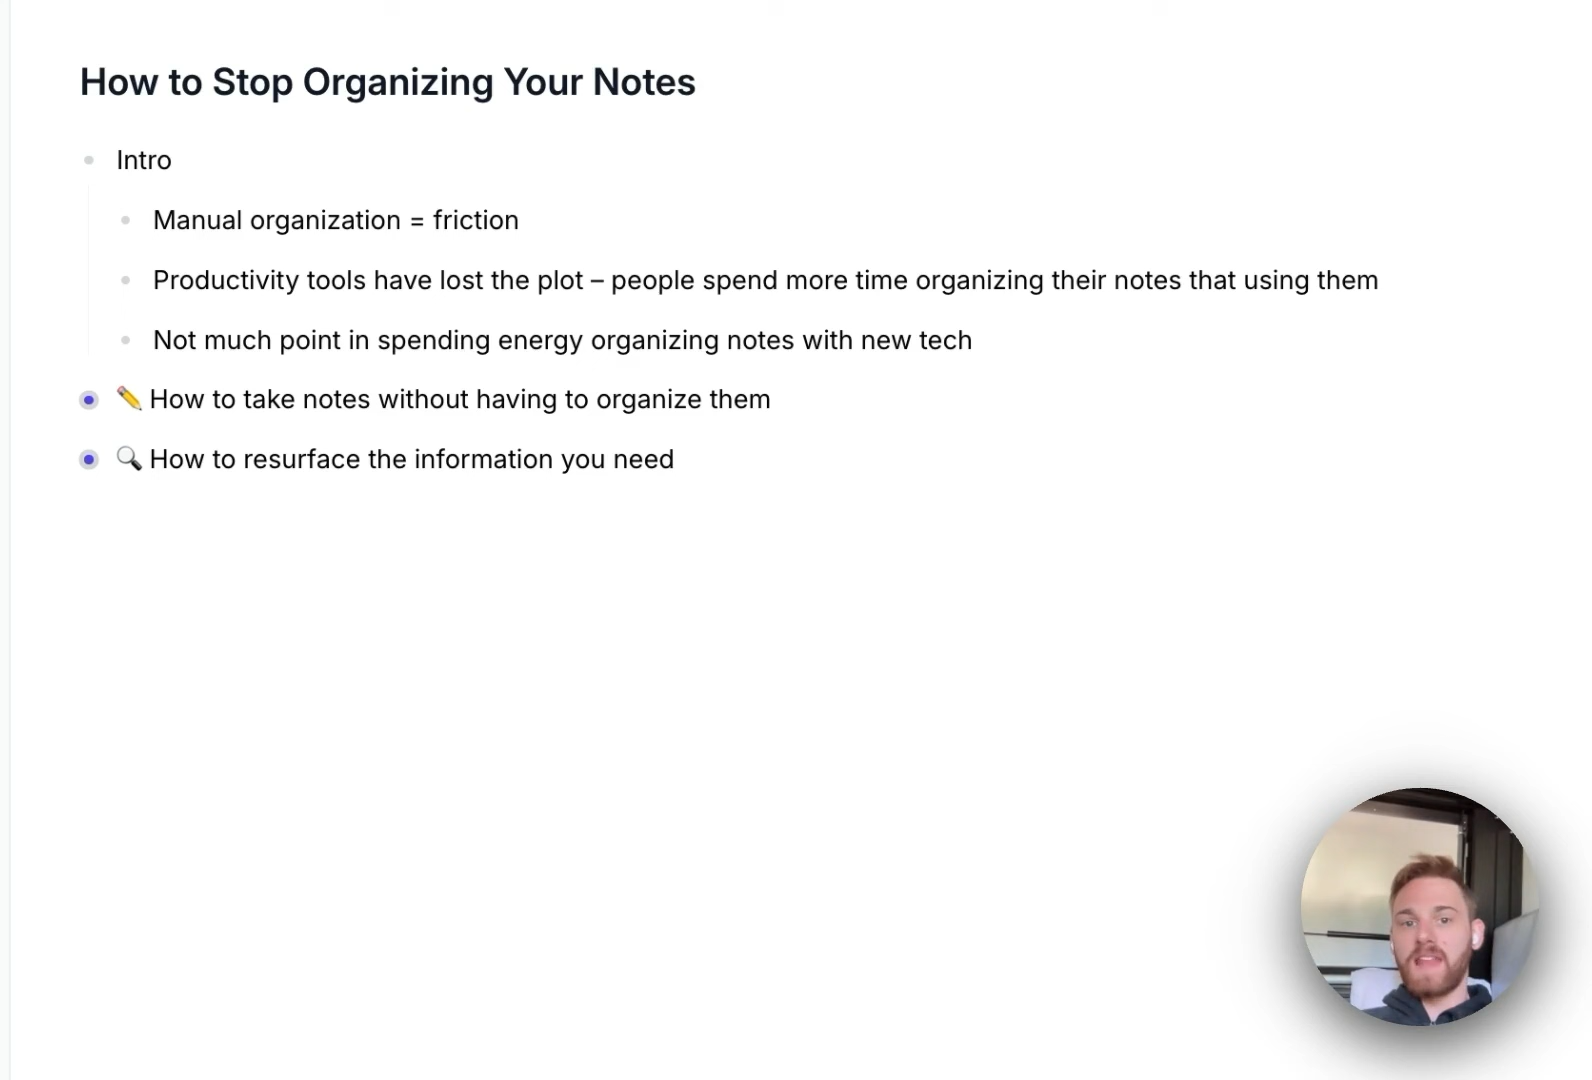 How to Stop Organizing Your Notes
Intro
Manual organization = friction
Productivity tools have lost the plot – people spend more time organizing their notes that using them
Not much point in spending energy organizing notes with new tech
✏️ How to take notes without having to organize them
🔍 How to resurface the information you need